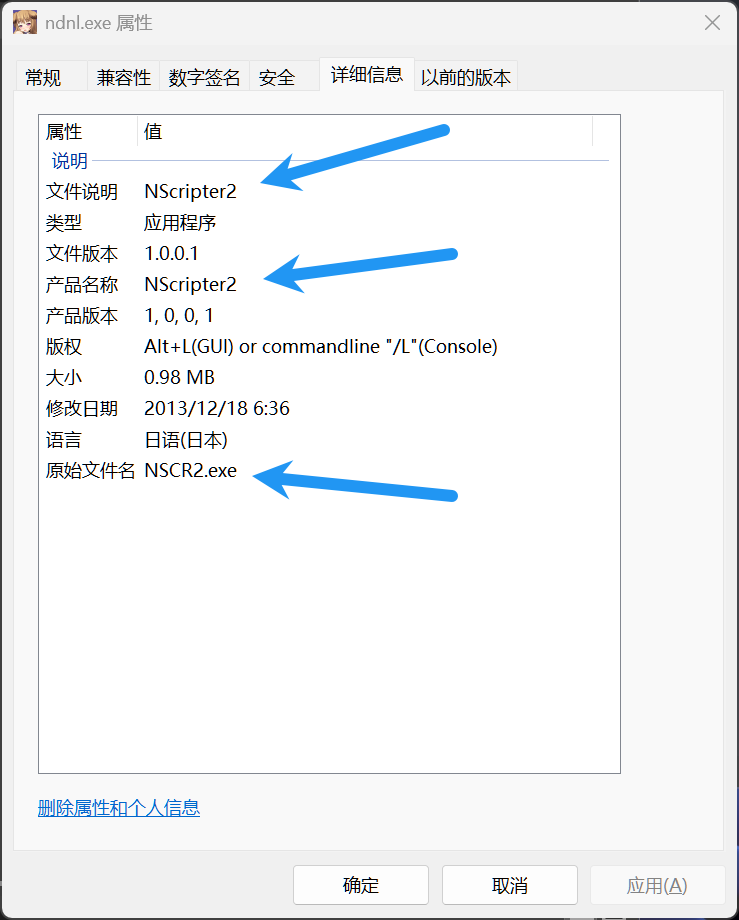 ndnl.exe 属性
常规 兼容性 数字签名 安全 详细信息 以前的版本
属性 值
说明
文件说明 NScripter2
类型 应用程序
文件版本 1.0.0.1
产品名称 NScripter2
产品版本 1, 0, 0, 1
版权 Alt+L(GUI) or commandline "/L"(Console)
大小 0.98 MB
修改日期 2013/12/18 6:36
语言 日语(日本)
原始文件名 NSCR2.exe
删除属性和个人信息
确定 取消 应用(A)